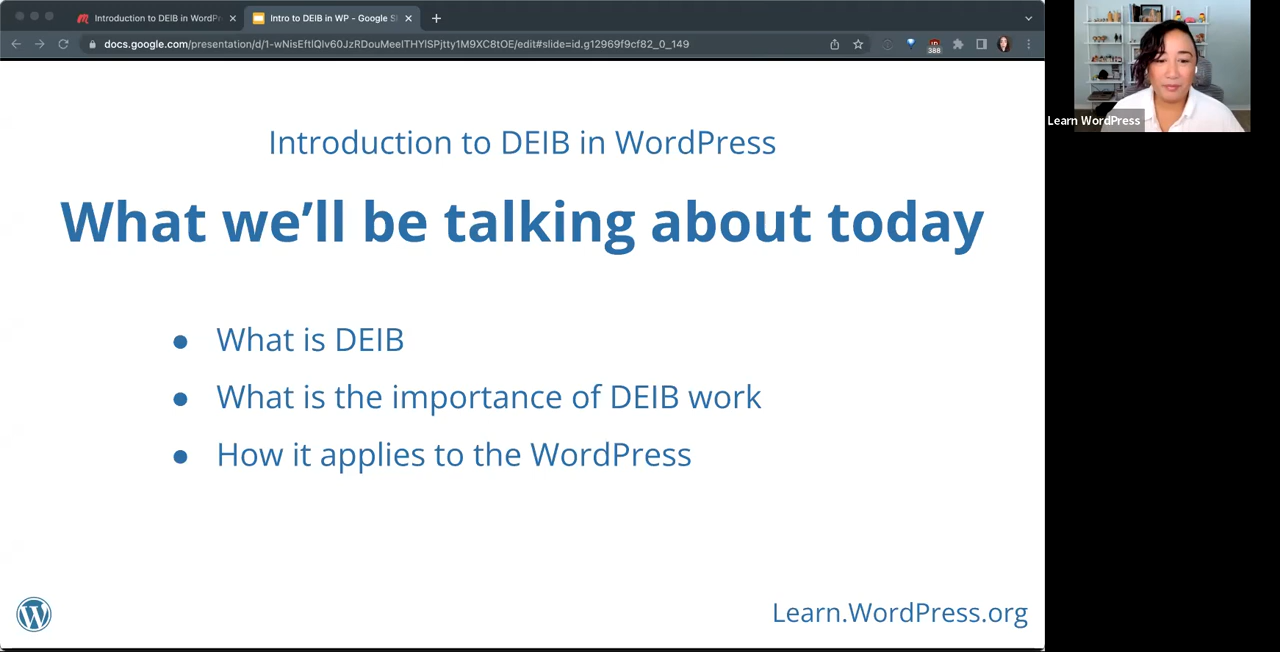 Introduction to DEIB in WordPr
Intro to DEIB in WP - Google Sl
docs.google.com/presentation/d/1-wNisEftlQlv60JzRDouMeelTHYlSPjtty1M9XC8tOE/edit#slide=id.g12969f9cf82_0_149
388
Learn WordPress
Introduction to DEIB in WordPress
What we’ll be talking about today
● What is DEIB
● What is the importance of DEIB work
● How it applies to the WordPress
Learn.WordPress.org